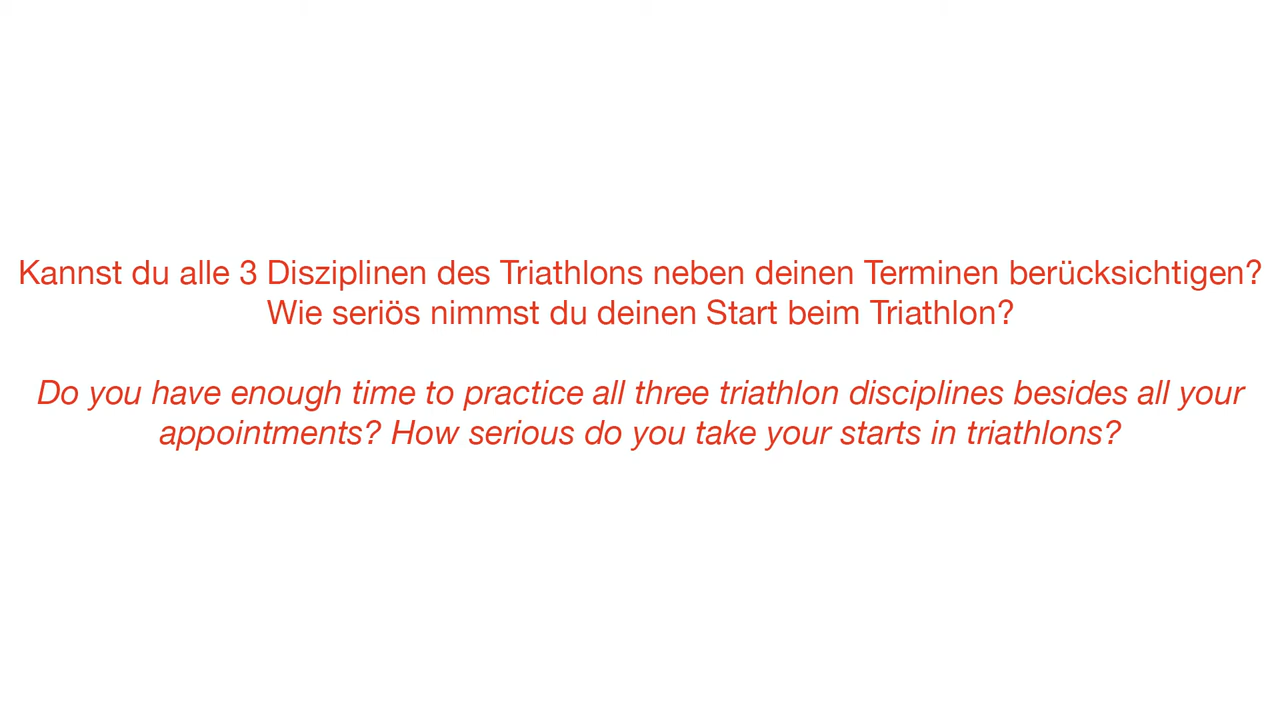 Kannst du alle 3 Disziplinen des Triathlons neben deinen Terminen berücksichtigen?
Wie seriös nimmst du deinen Start beim Triathlon?
Do you have enough time to practice all three triathlon disciplines besides all your
appointments? How serious do you take your starts in triathlons?